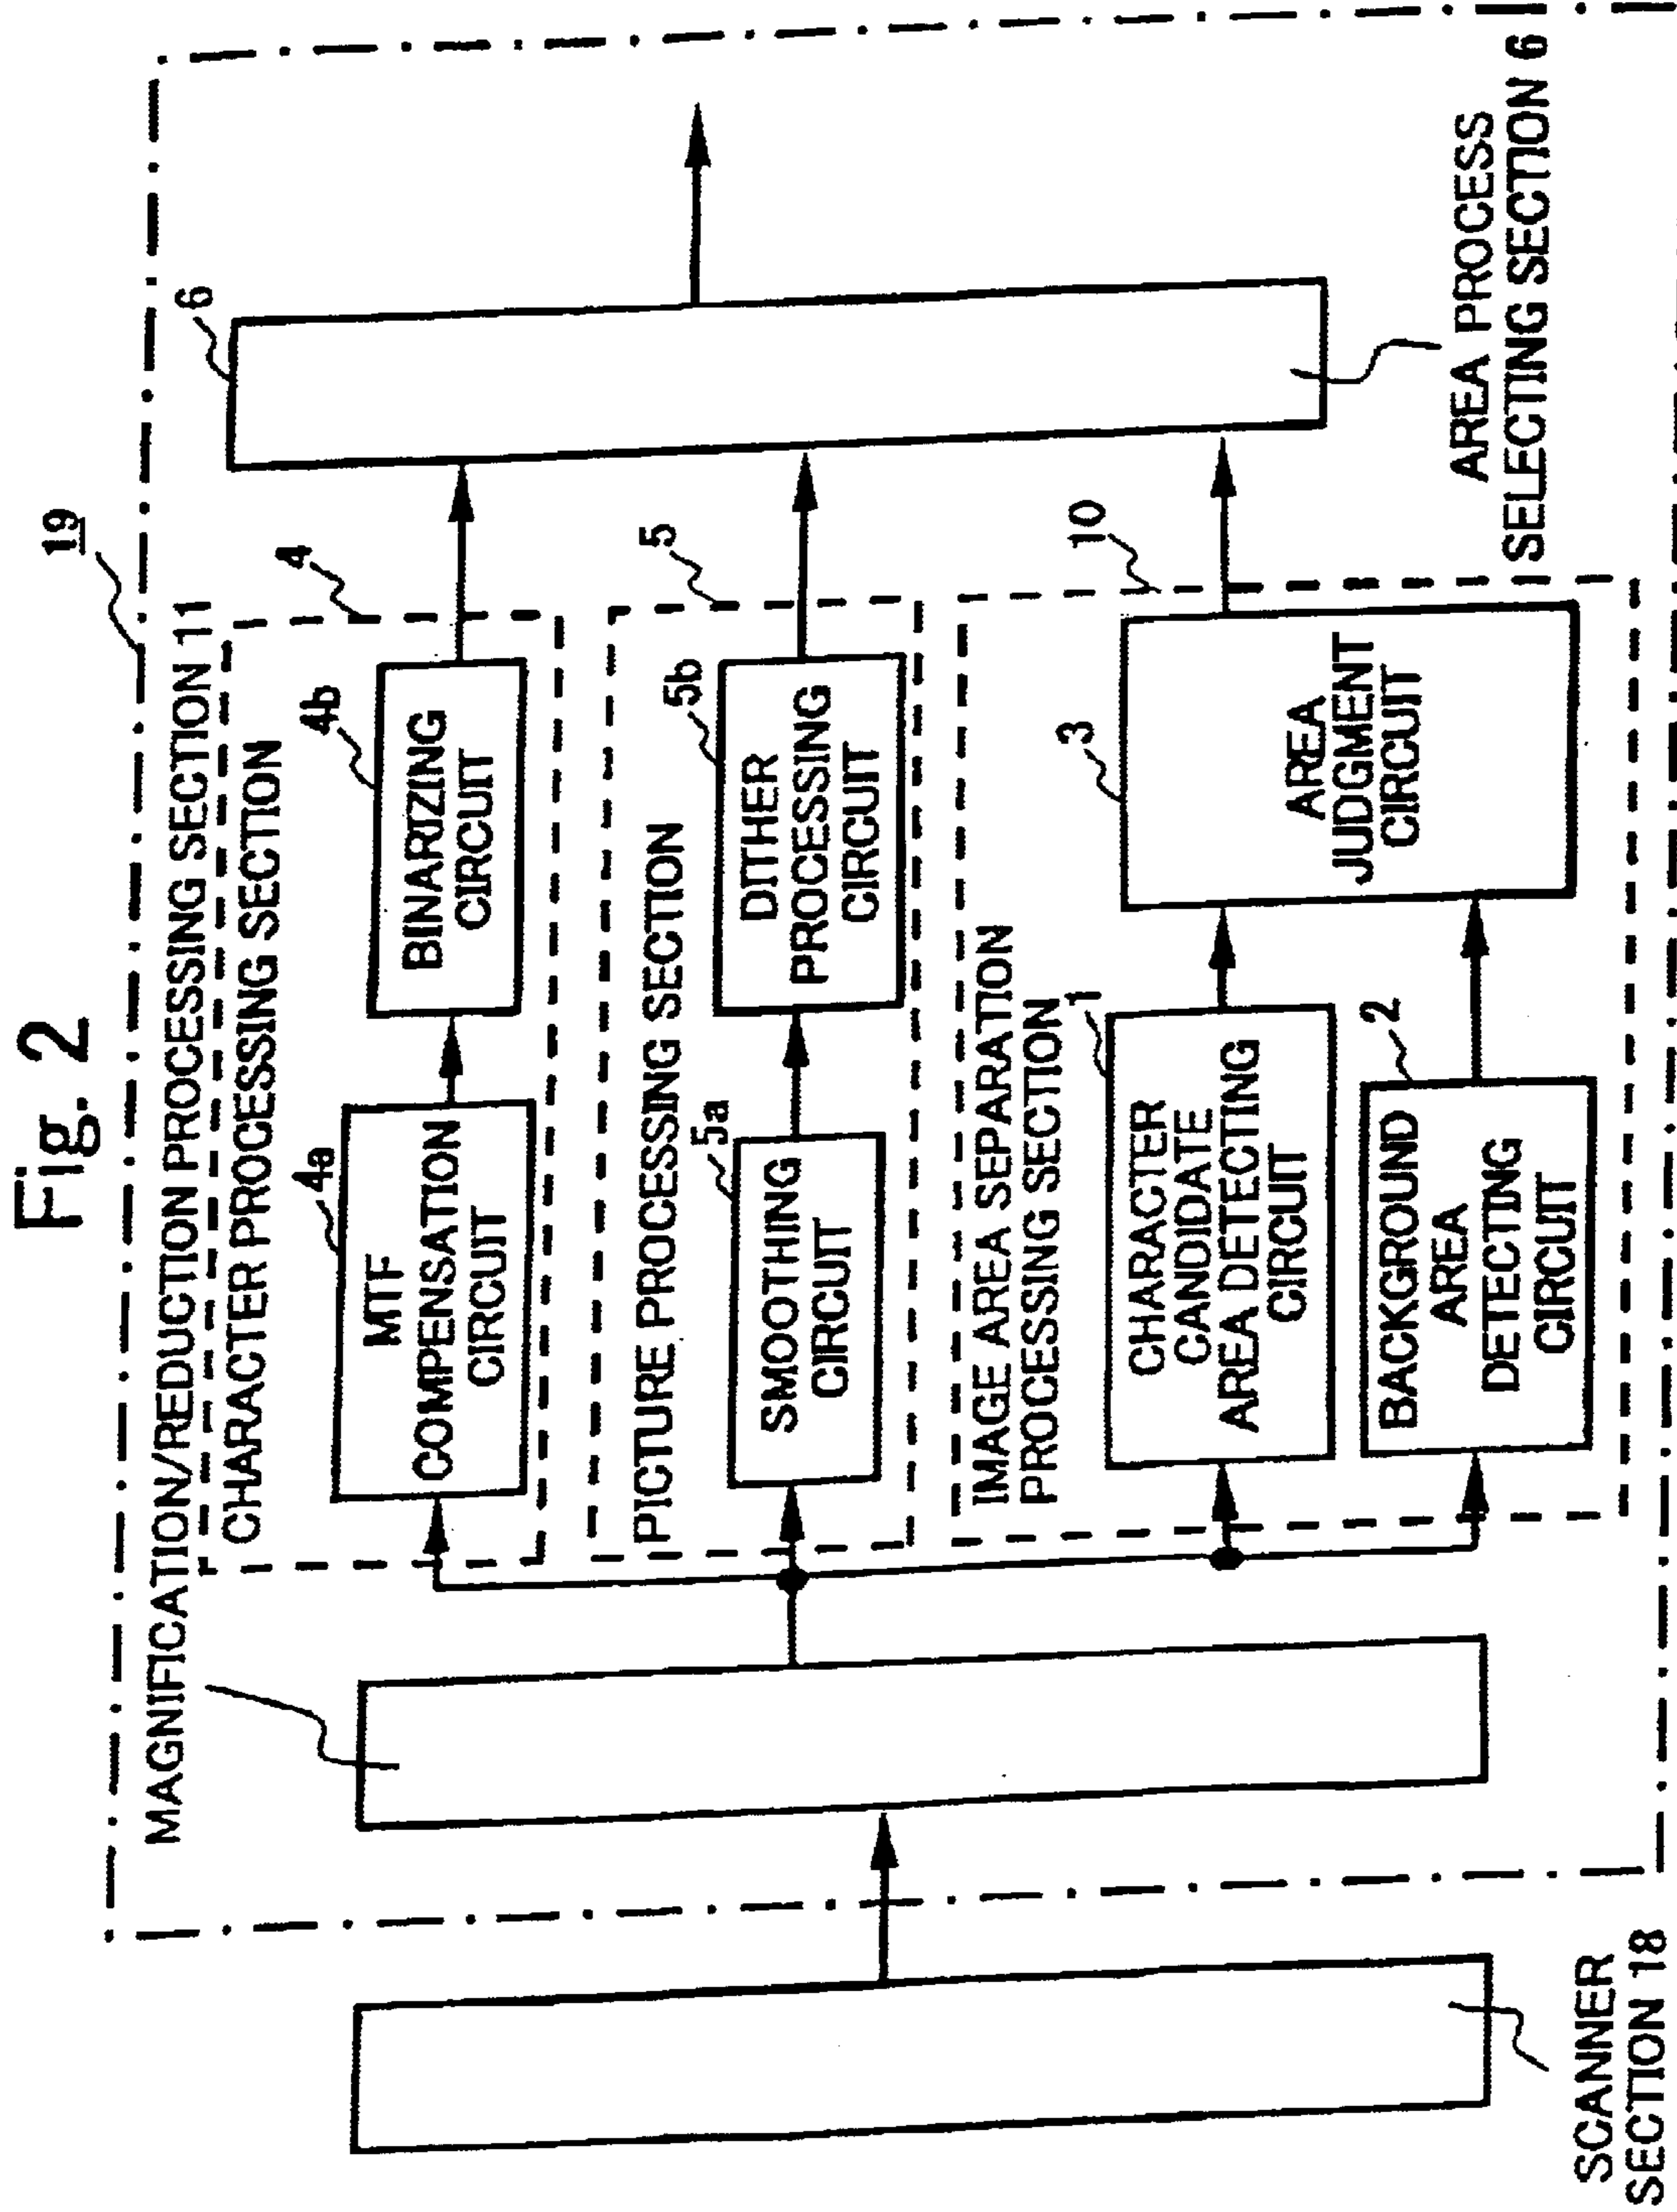 Fig. 2
19
MAGNIFICATION/REDUCTION PROCESSING SECTION 11
CHARACTER PROCESSING SECTION
4
4a
MTF
COMPENSATION
CIRCUIT
4b
BINARIZING
CIRCUIT
6
PICTURE PROCESSING SECTION
5
5a
SMOOTHING
CIRCUIT
5b
DITHER
PROCESSING
CIRCUIT
IMAGE AREA SEPARATION
PROCESSING SECTION
10
1
CHARACTER
CANDIDATE
AREA DETECTING
CIRCUIT
2
BACKGROUND
AREA
DETECTING
CIRCUIT
3
AREA
JUDGMENT
CIRCUIT
AREA PROCESS
SELECTING SECTION 6
SCANNER
SECTION 18